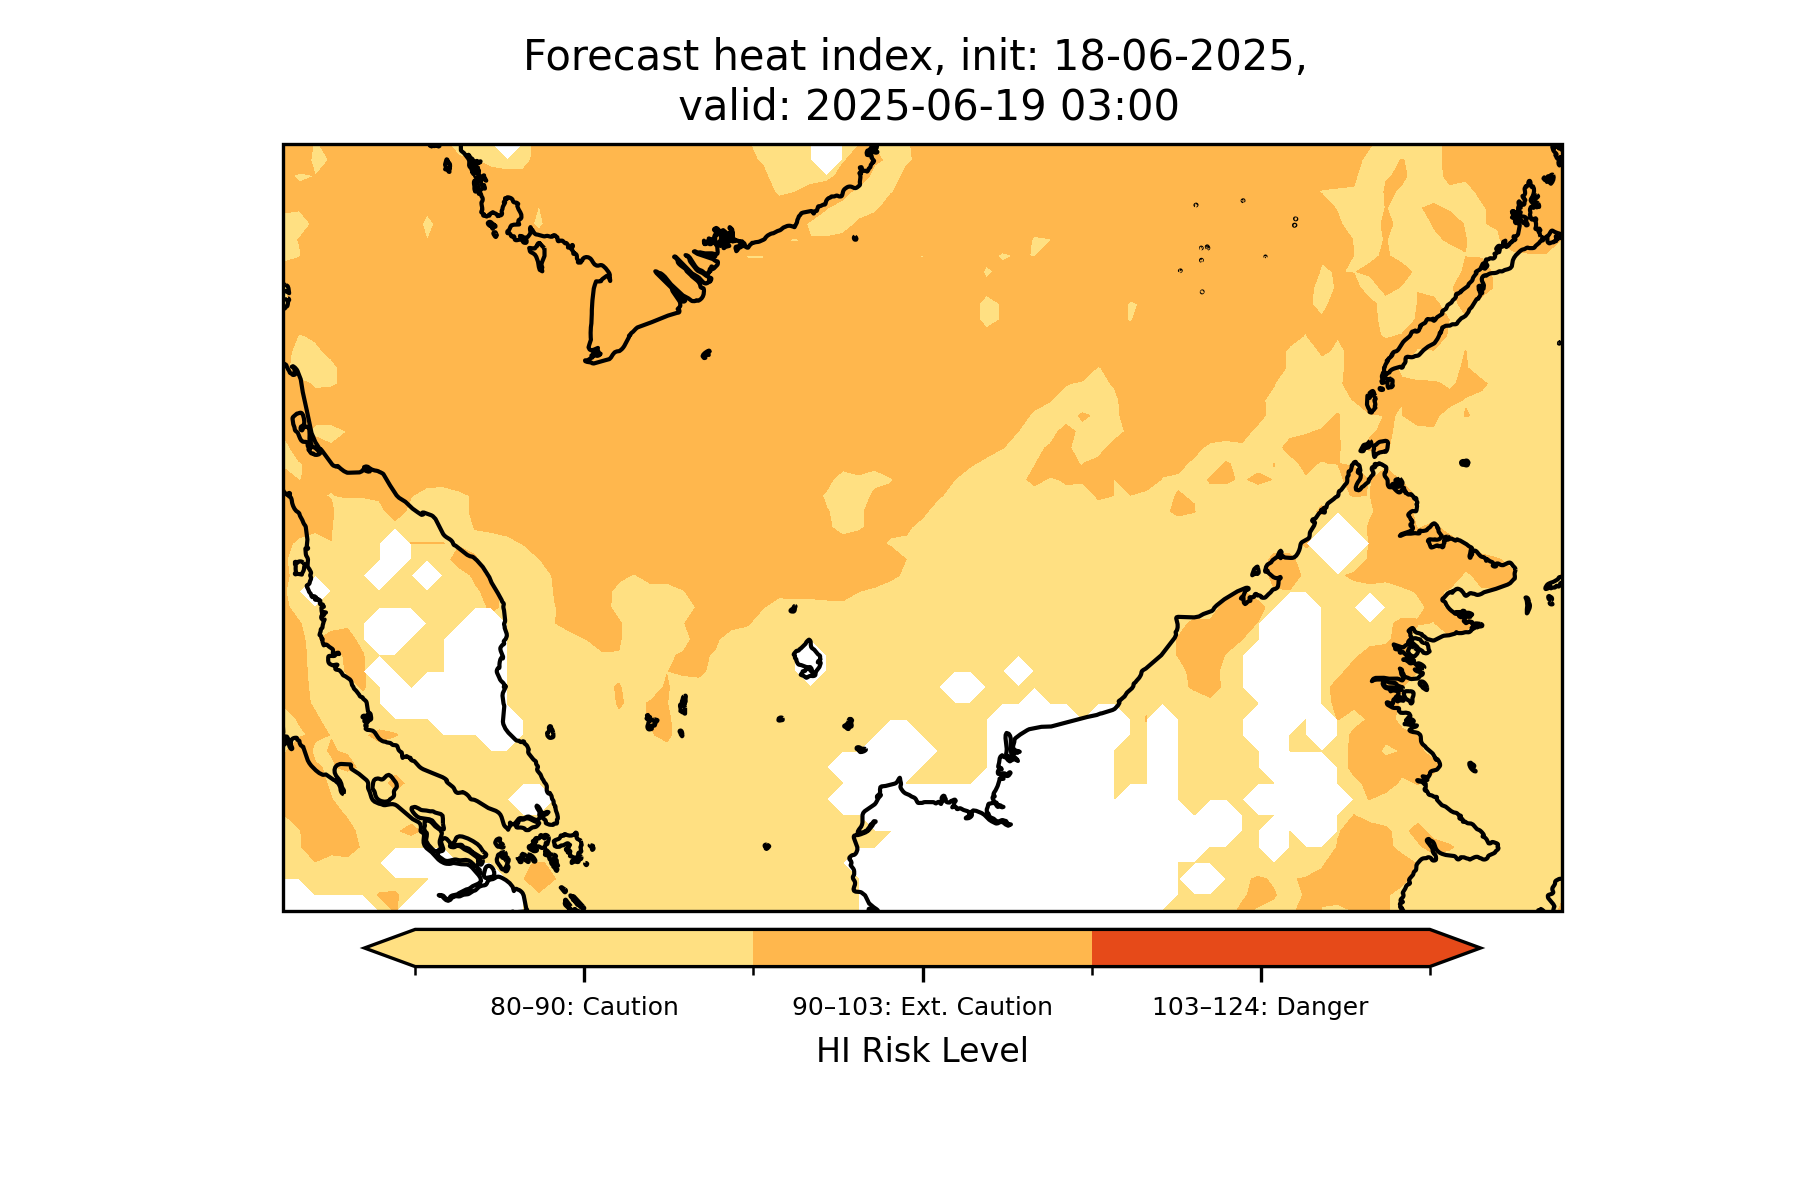 Forecast heat index, init: 18-06-2025,
valid: 2025-06-19 03:00
80–90: Caution
90–103: Ext. Caution
103–124: Danger
HI Risk Level